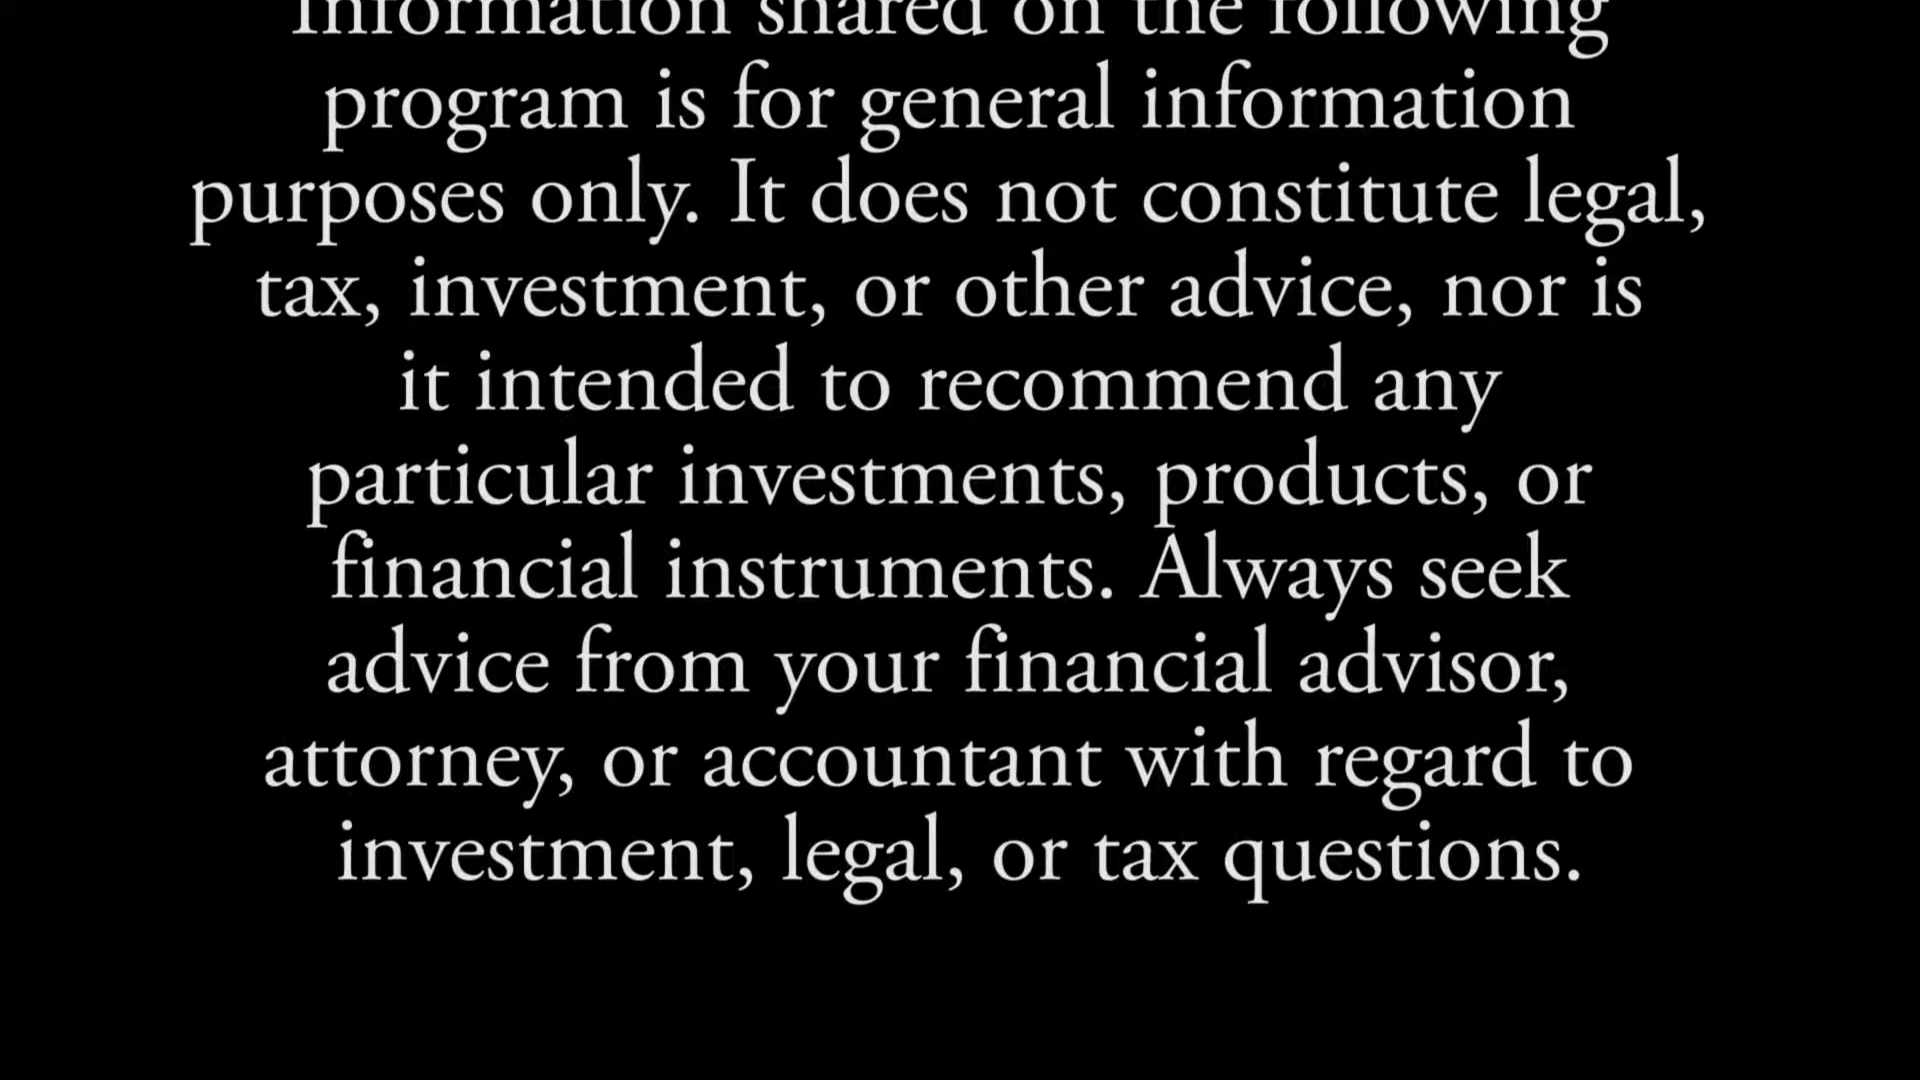 Information shared on the following
program is for general information
purposes only. It does not constitute legal,
tax, investment, or other advice, nor is
it intended to recommend any
particular investments, products, or
financial instruments. Always seek
advice from your financial advisor,
attorney, or accountant with regard to
investment, legal, or tax questions.